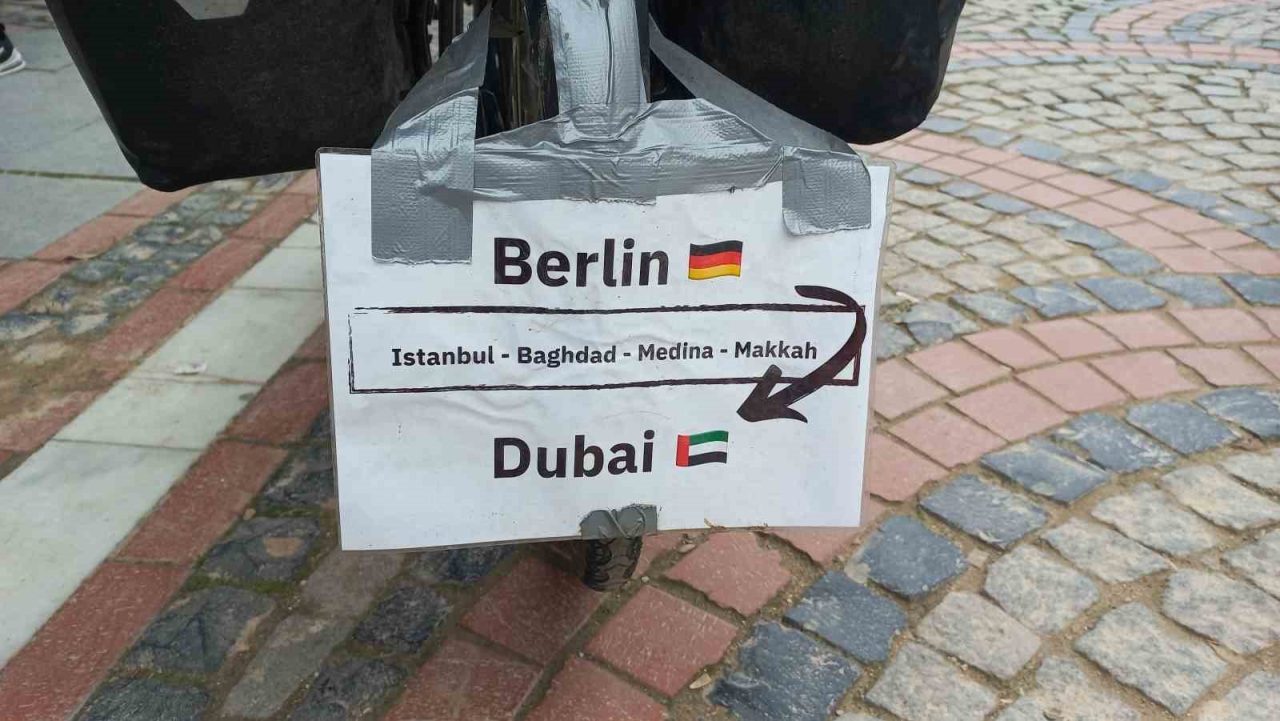 Berlin 🇩🇪
Istanbul - Baghdad - Medina - Makkah
Dubai 🇦🇪